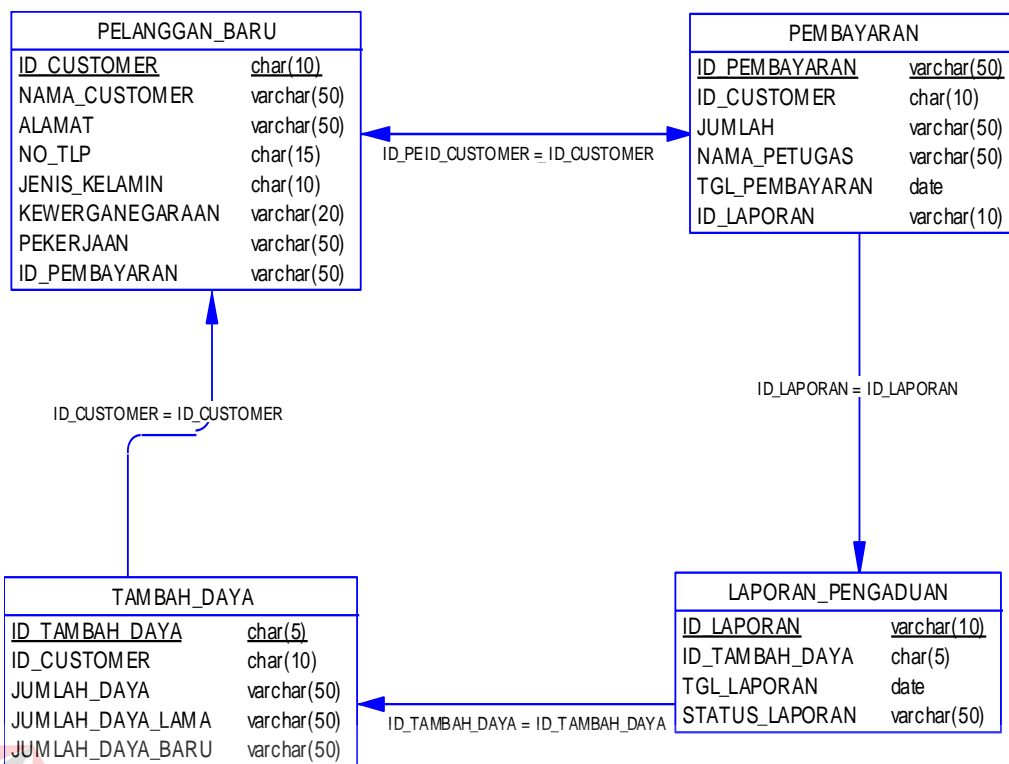 PELANGGAN_BARU
ID_CUSTOMER char(10)
NAMA_CUSTOMER varchar(50)
ALAMAT varchar(50)
NO_TLP char(15)
JENIS_KELAMIN char(10)
KEWERGANEGARAAN varchar(20)
PEKERJAAN varchar(50)
ID_PEMBAYARAN varchar(50)
ID_PEID_CUSTOMER = ID_CUSTOMER
PEMBAYARAN
ID_PEMBAYARAN varchar(50)
ID_CUSTOMER char(10)
JUMLAH varchar(50)
NAMA_PETUGAS varchar(50)
TGL_PEMBAYARAN date
ID_LAPORAN varchar(10)
ID_CUSTOMER = ID_CUSTOMER
ID_LAPORAN = ID_LAPORAN
TAMBAH_DAYA
ID_TAMBAH_DAYA char(5)
ID_CUSTOMER char(10)
JUMLAH_DAYA varchar(50)
JUMLAH_DAYA_LAMA varchar(50)
JUMLAH_DAYA_BARU varchar(50)
ID_TAMBAH_DAYA = ID_TAMBAH_DAYA
LAPORAN_PENGADUAN
ID_LAPORAN varchar(10)
ID_TAMBAH_DAYA char(5)
TGL_LAPORAN date
STATUS_LAPORAN varchar(50)